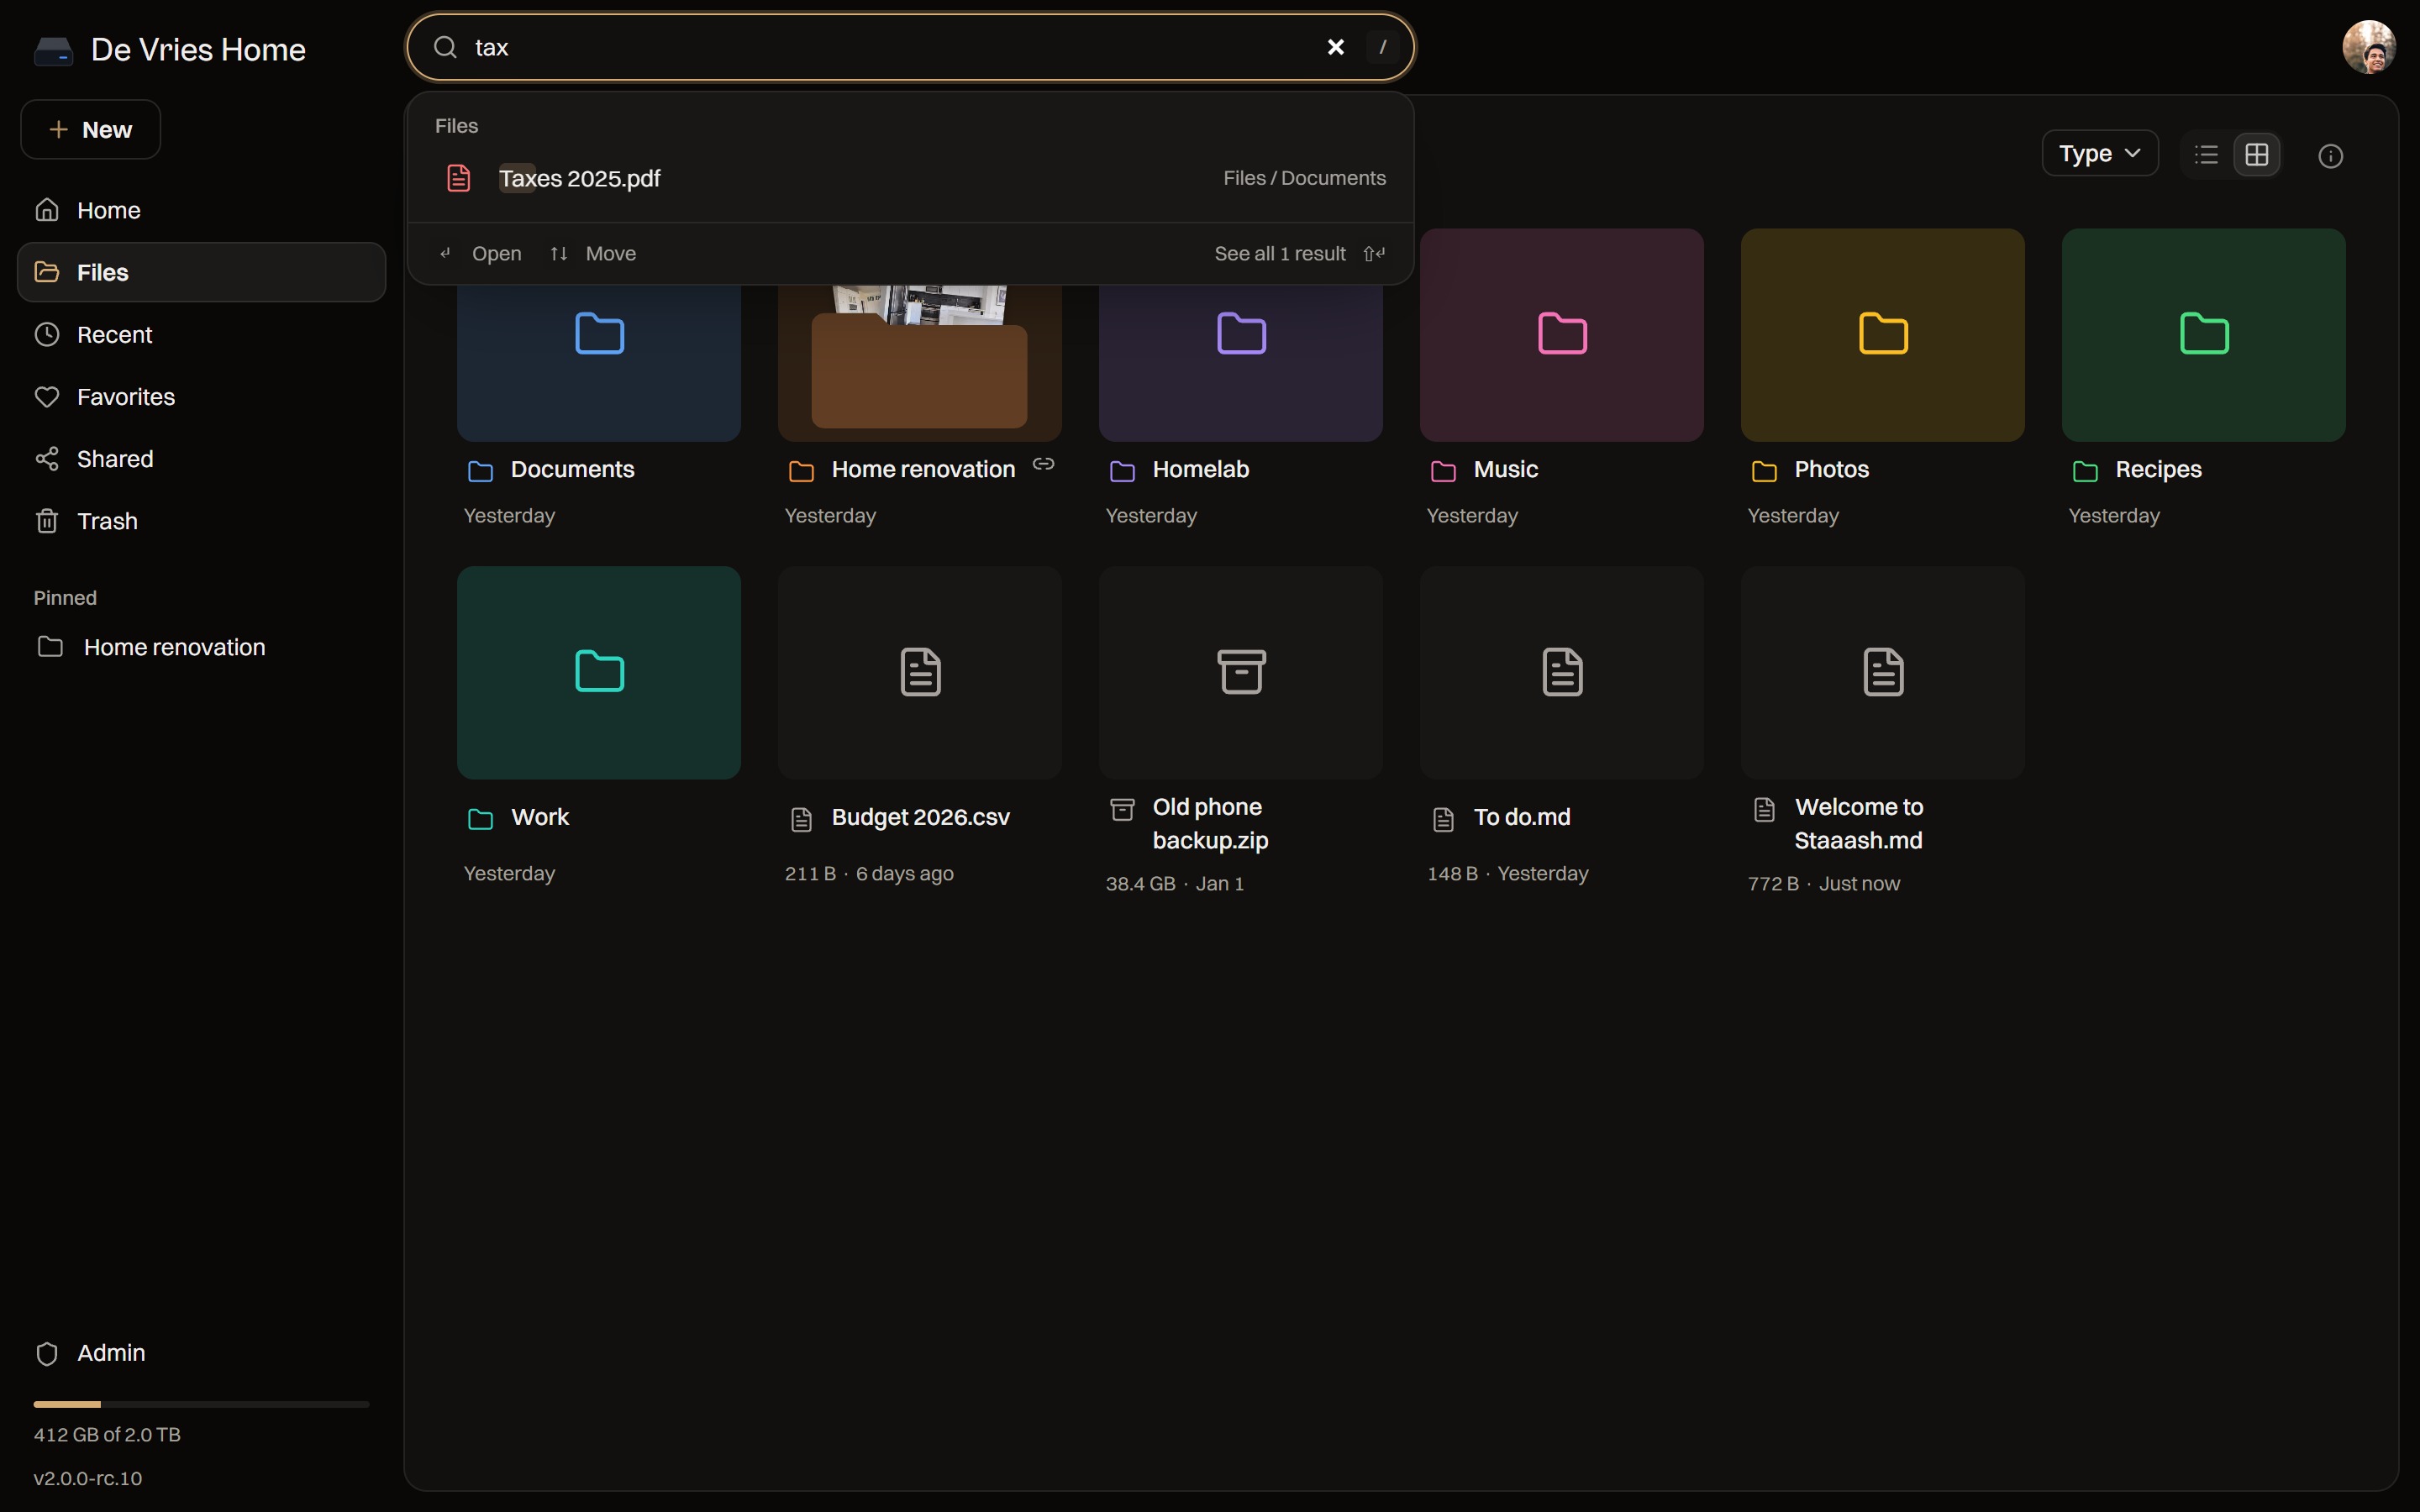 De Vries Home
tax
/
New
Home
Files
Recent
Favorites
Shared
Trash
Pinned
Home renovation
Admin
412 GB of 2.0 TB
v2.0.0-rc.10
Files
Taxes 2025.pdf
Files / Documents
Open
Move
See all 1 result
Type
Documents
Yesterday
Home renovation
Yesterday
Homelab
Yesterday
Music
Yesterday
Photos
Yesterday
Recipes
Yesterday
Work
Yesterday
Budget 2026.csv
211 B · 6 days ago
Old phone
backup.zip
38.4 GB · Jan 1
To do.md
148 B · Yesterday
Welcome to
Staaash.md
772 B · Just now